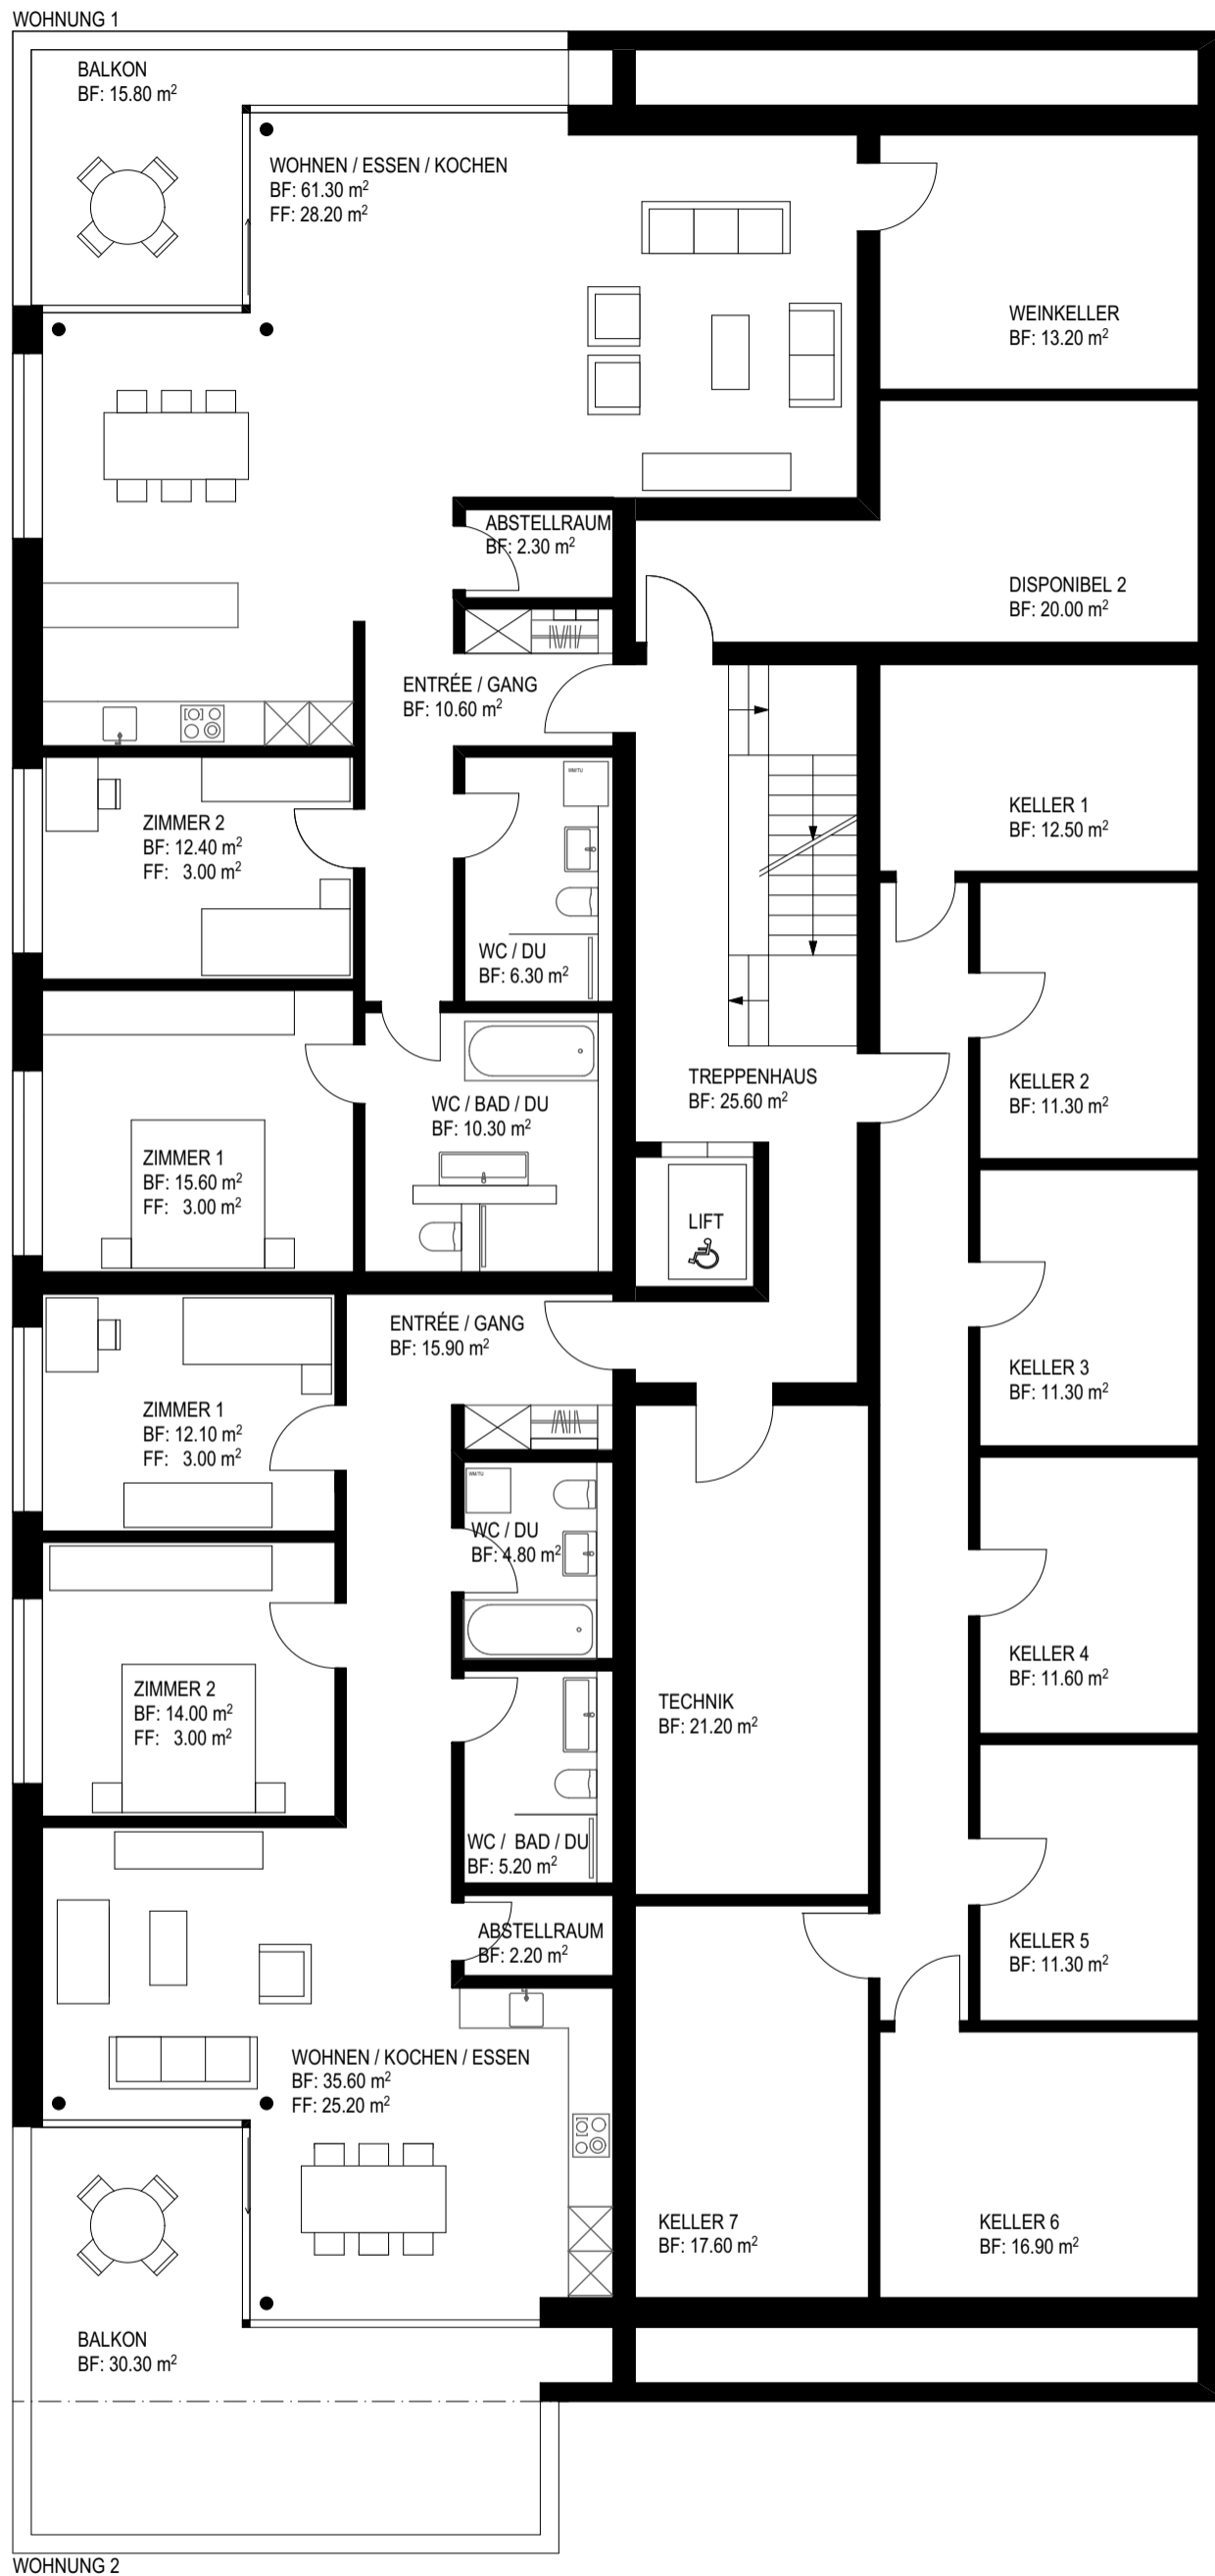 WOHNUNG 1
BALKON
BF: 15.80 m²
WOHNEN / ESSEN / KOCHEN
BF: 61.30 m²
FF: 28.20 m²
WEINKELLER
BF: 13.20 m²
ABSTELLRAUM
BF: 2.30 m²
DISPONIBEL 2
BF: 20.00 m²
ENTRÉE / GANG
BF: 10.60 m²
WM/TU
ZIMMER 2
BF: 12.40 m²
FF: 3.00 m²
KELLER 1
BF: 12.50 m²
WC / DU
BF: 6.30 m²
TREPPENHAUS
BF: 25.60 m²
KELLER 2
BF: 11.30 m²
WC / BAD / DU
BF: 10.30 m²
ZIMMER 1
BF: 15.60 m²
FF: 3.00 m²
LIFT
ENTRÉE / GANG
BF: 15.90 m²
KELLER 3
BF: 11.30 m²
ZIMMER 1
BF: 12.10 m²
FF: 3.00 m²
WM/TU
WC / DU
BF: 4.80 m²
KELLER 4
BF: 11.60 m²
ZIMMER 2
BF: 14.00 m²
FF: 3.00 m²
TECHNIK
BF: 21.20 m²
WC / BAD / DU
BF: 5.20 m²
ABSTELLRAUM
BF: 2.20 m²
KELLER 5
BF: 11.30 m²
WOHNEN / KOCHEN / ESSEN
BF: 35.60 m²
FF: 25.20 m²
KELLER 7
BF: 17.60 m²
KELLER 6
BF: 16.90 m²
BALKON
BF: 30.30 m²
WOHNUNG 2